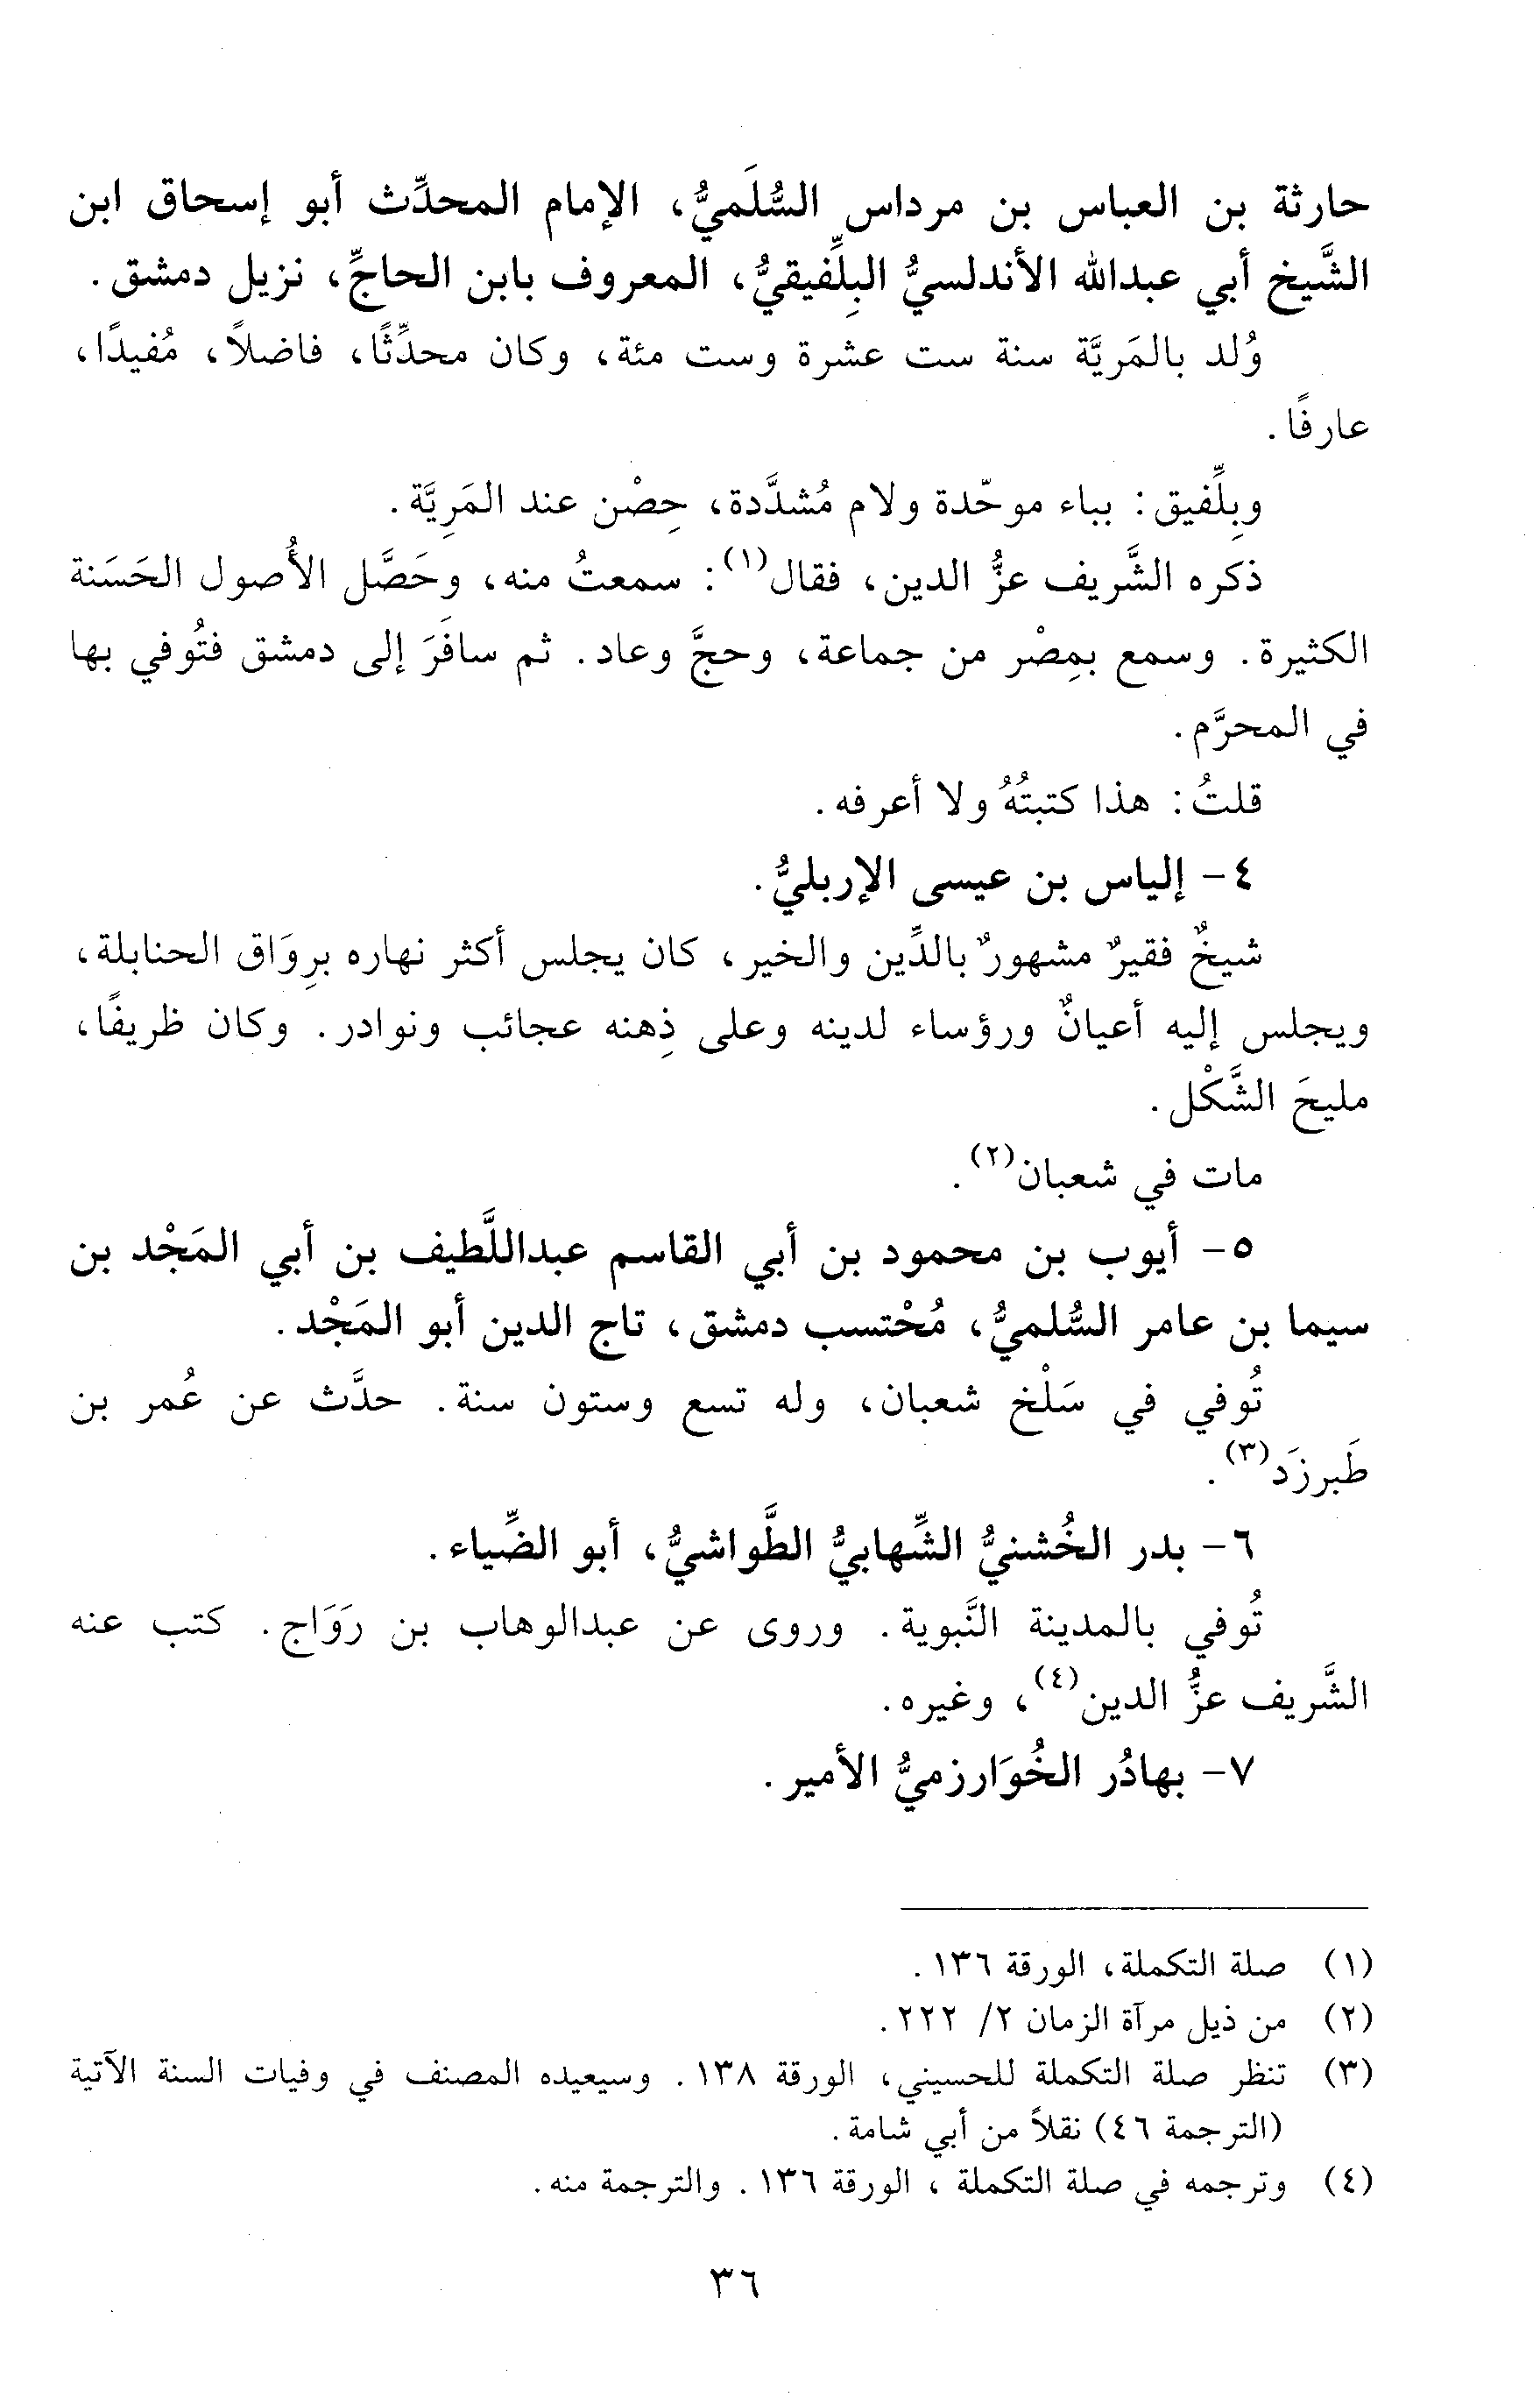 حارثة بن العباس بن مرداس السُّلَميُّ، الإمام المحدِّث أبو إسحاق ابن
الشَّيخ أبي عبدالله الأندلسيُّ البِلِّفيقيُّ، المعروف بابن الحاجِّ، نزيل دمشق.
وُلد بالمَريَّة سنة ست عشرة وست مئة، وكان محدِّثًا، فاضلاً، مُفيدًا،
عارفًا.
وبِلِّفيق: بباء موحّدة ولام مُشدَّدة، حِصْن عند المَرِيَّة.
ذكره الشَّريف عزُّ الدين، فقال(١): سمعتُ منه، وحَصَّل الأُصول الحَسَنة
الكثيرة. وسمع بمِصْر من جماعة، وحجَّ وعاد. ثم سافَرَ إلى دمشق فتُوفي بها
في المحرَّم.
قلتُ: هذا كتبتُهُ ولا أعرفه.
٤- إلياس بن عيسى الإربليُّ.
شيخٌ فقيرٌ مشهورٌ بالدِّين والخير، كان يجلس أكثر نهاره برِوَاق الحنابلة،
ويجلس إليه أعيانٌ ورؤساء لدينه وعلى ذِهنه عجائب ونوادر. وكان ظريفًا،
مليحَ الشَّكْل.
مات في شعبان(٢).
٥- أيوب بن محمود بن أبي القاسم عبداللَّطيف بن أبي المَجْد بن
سيما بن عامر السُّلميُّ، مُحْتسب دمشق، تاج الدين أبو المَجْد.
تُوفي في سَلْخ شعبان، وله تسع وستون سنة. حدَّث عن عُمر بن
طَبرزَد(٣).
٦- بدر الخُشنيُّ الشِّهابيُّ الطَّواشيُّ، أبو الضِّياء.
تُوفي بالمدينة النَّبوية. وروى عن عبدالوهاب بن رَوَاج. كتب عنه
الشَّريف عزُّ الدين(٤)، وغيره.
٧- بهادُر الخُوَارزميُّ الأمير.
(١) صلة التكملة، الورقة ١٣٦.
(٢) من ذيل مرآة الزمان ٢/ ٢٢٢.
(٣) تنظر صلة التكملة للحسيني، الورقة ١٣٨. وسيعيده المصنف في وفيات السنة الآتية
(الترجمة ٤٦) نقلاً من أبي شامة.
(٤) وترجمه في صلة التكملة ، الورقة ١٣٦. والترجمة منه.
٣٦